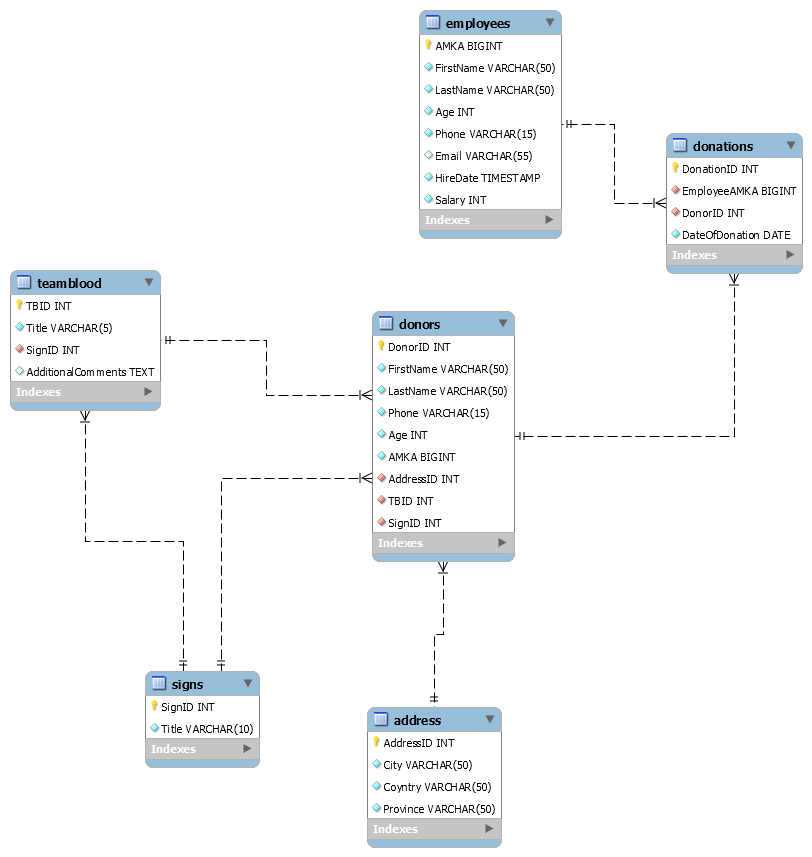 employees
AMKA BIGINT
FirstName VARCHAR(50)
LastName VARCHAR(50)
Age INT
Phone VARCHAR(15)
Email VARCHAR(55)
HireDate TIMESTAMP
Salary INT
Indexes
donations
DonationID INT
EmployeeAMKA BIGINT
DonorID INT
DateOfDonation DATE
Indexes
teamblood
TBID INT
Title VARCHAR(5)
SignID INT
AdditionalComments TEXT
Indexes
donors
DonorID INT
FirstName VARCHAR(50)
LastName VARCHAR(50)
Phone VARCHAR(15)
Age INT
AMKA BIGINT
AddressID INT
TBID INT
SignID INT
Indexes
signs
SignID INT
Title VARCHAR(10)
Indexes
address
AddressID INT
City VARCHAR(50)
Coyntry VARCHAR(50)
Province VARCHAR(50)
Indexes